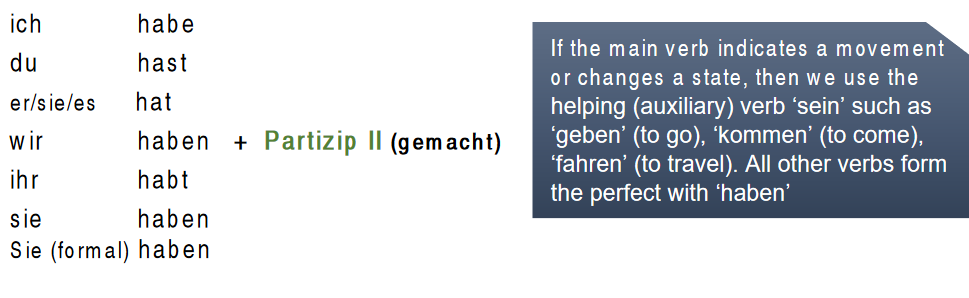 ich habe
du hast
er/sie/es hat
wir haben + Partizip II (gemacht)
ihr habt
sie haben
Sie (formal) haben
If the main verb indicates a movement
or changes a state, then we use the
helping (auxiliary) verb ‘sein’ such as
‘geben’ (to go), ‘kommen’ (to come),
‘fahren’ (to travel). All other verbs form
the perfect with ‘haben’